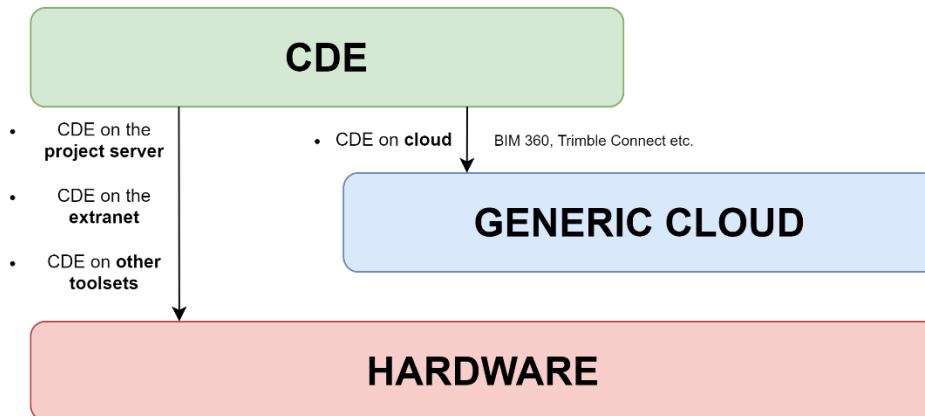 CDE
• CDE on the
project server
• CDE on the
extranet
• CDE on other
toolsets
• CDE on cloud
BIM 360, Trimble Connect etc.
GENERIC CLOUD
HARDWARE